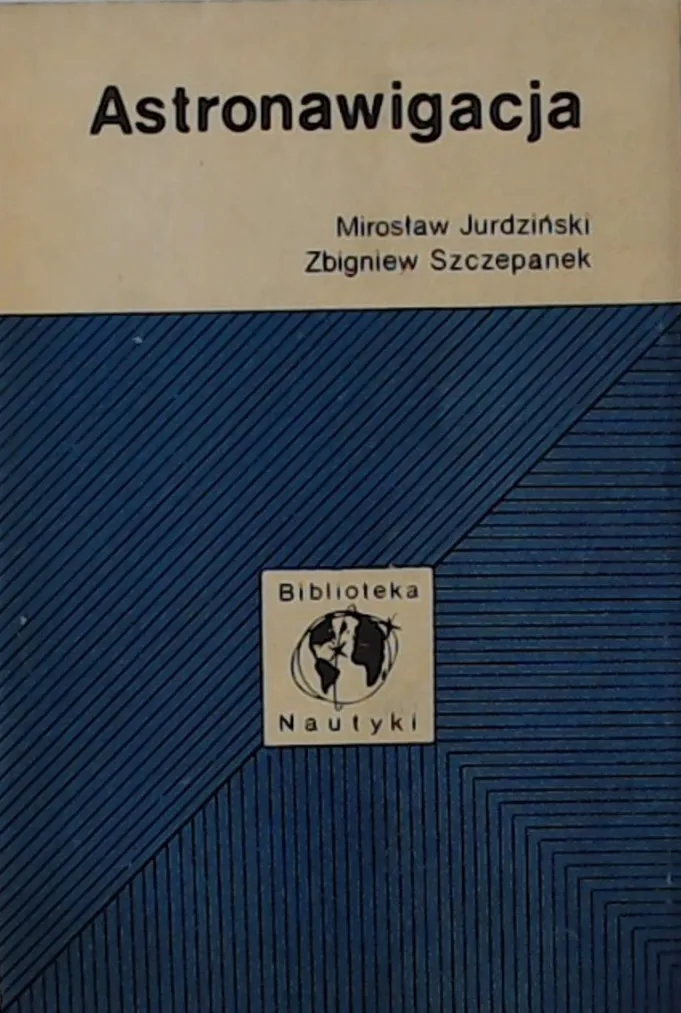 Astronawigacja
Mirosław Jurdziński
Zbigniew Szczepanek
Biblioteka
Nautyki